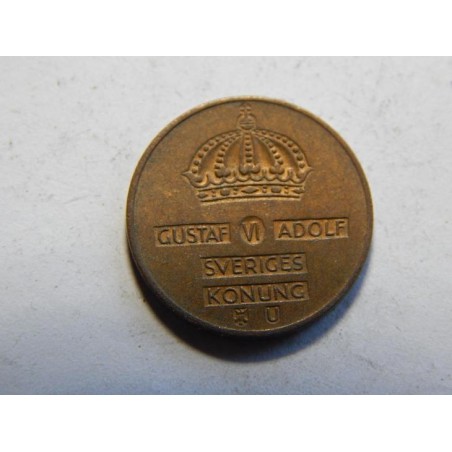 GUSTAF VI ADOLF
SVERIGES
KONUNG
U